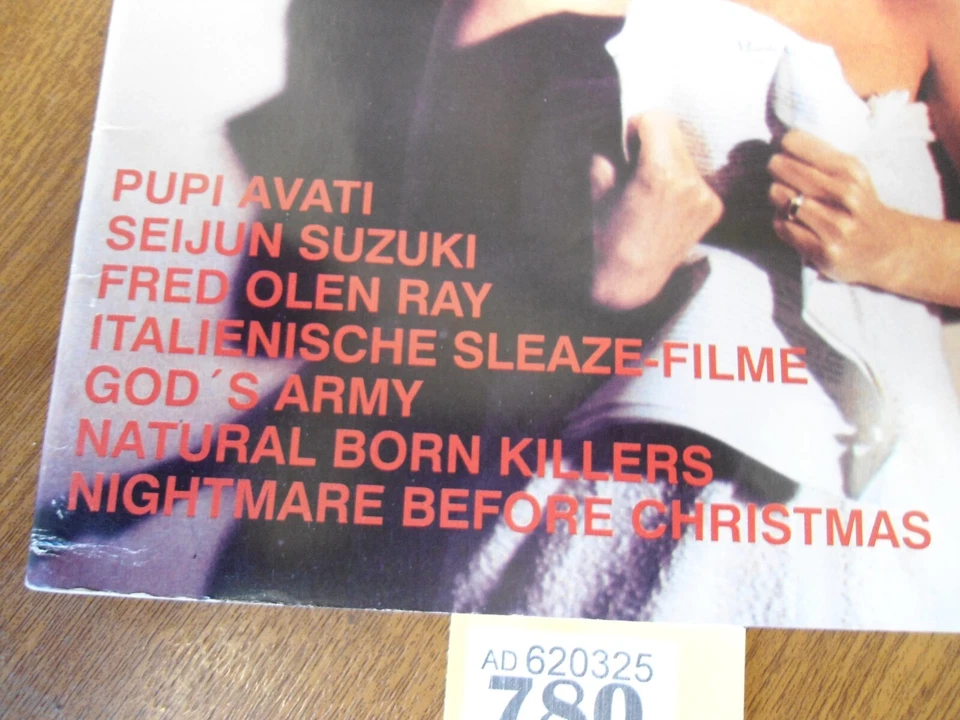 PUPI AVATI
SEIJUN SUZUKI
FRED OLEN RAY
ITALIENISCHE SLEAZE-FILME
GOD´S ARMY
NATURAL BORN KILLERS
NIGHTMARE BEFORE CHRISTMAS
AD 620325
780